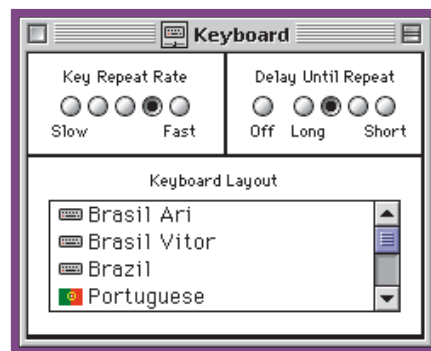 Keyboard
Key Repeat Rate
Slow Fast
Delay Until Repeat
Off Long Short
Keyboard Layout
Brasil Ari
Brasil Vitor
Brazil
Portuguese